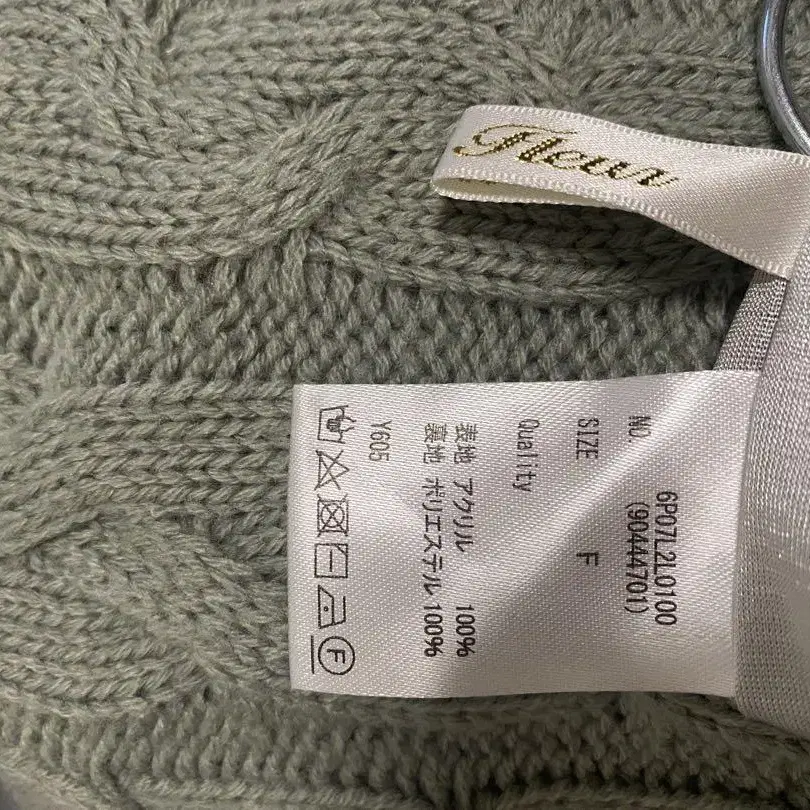 Fleur
NO. 6P07L2L0100
(90444701)
SIZE F
Quality
表地 アクリル 100%
裏地 ポリエステル 100%
Y605
F